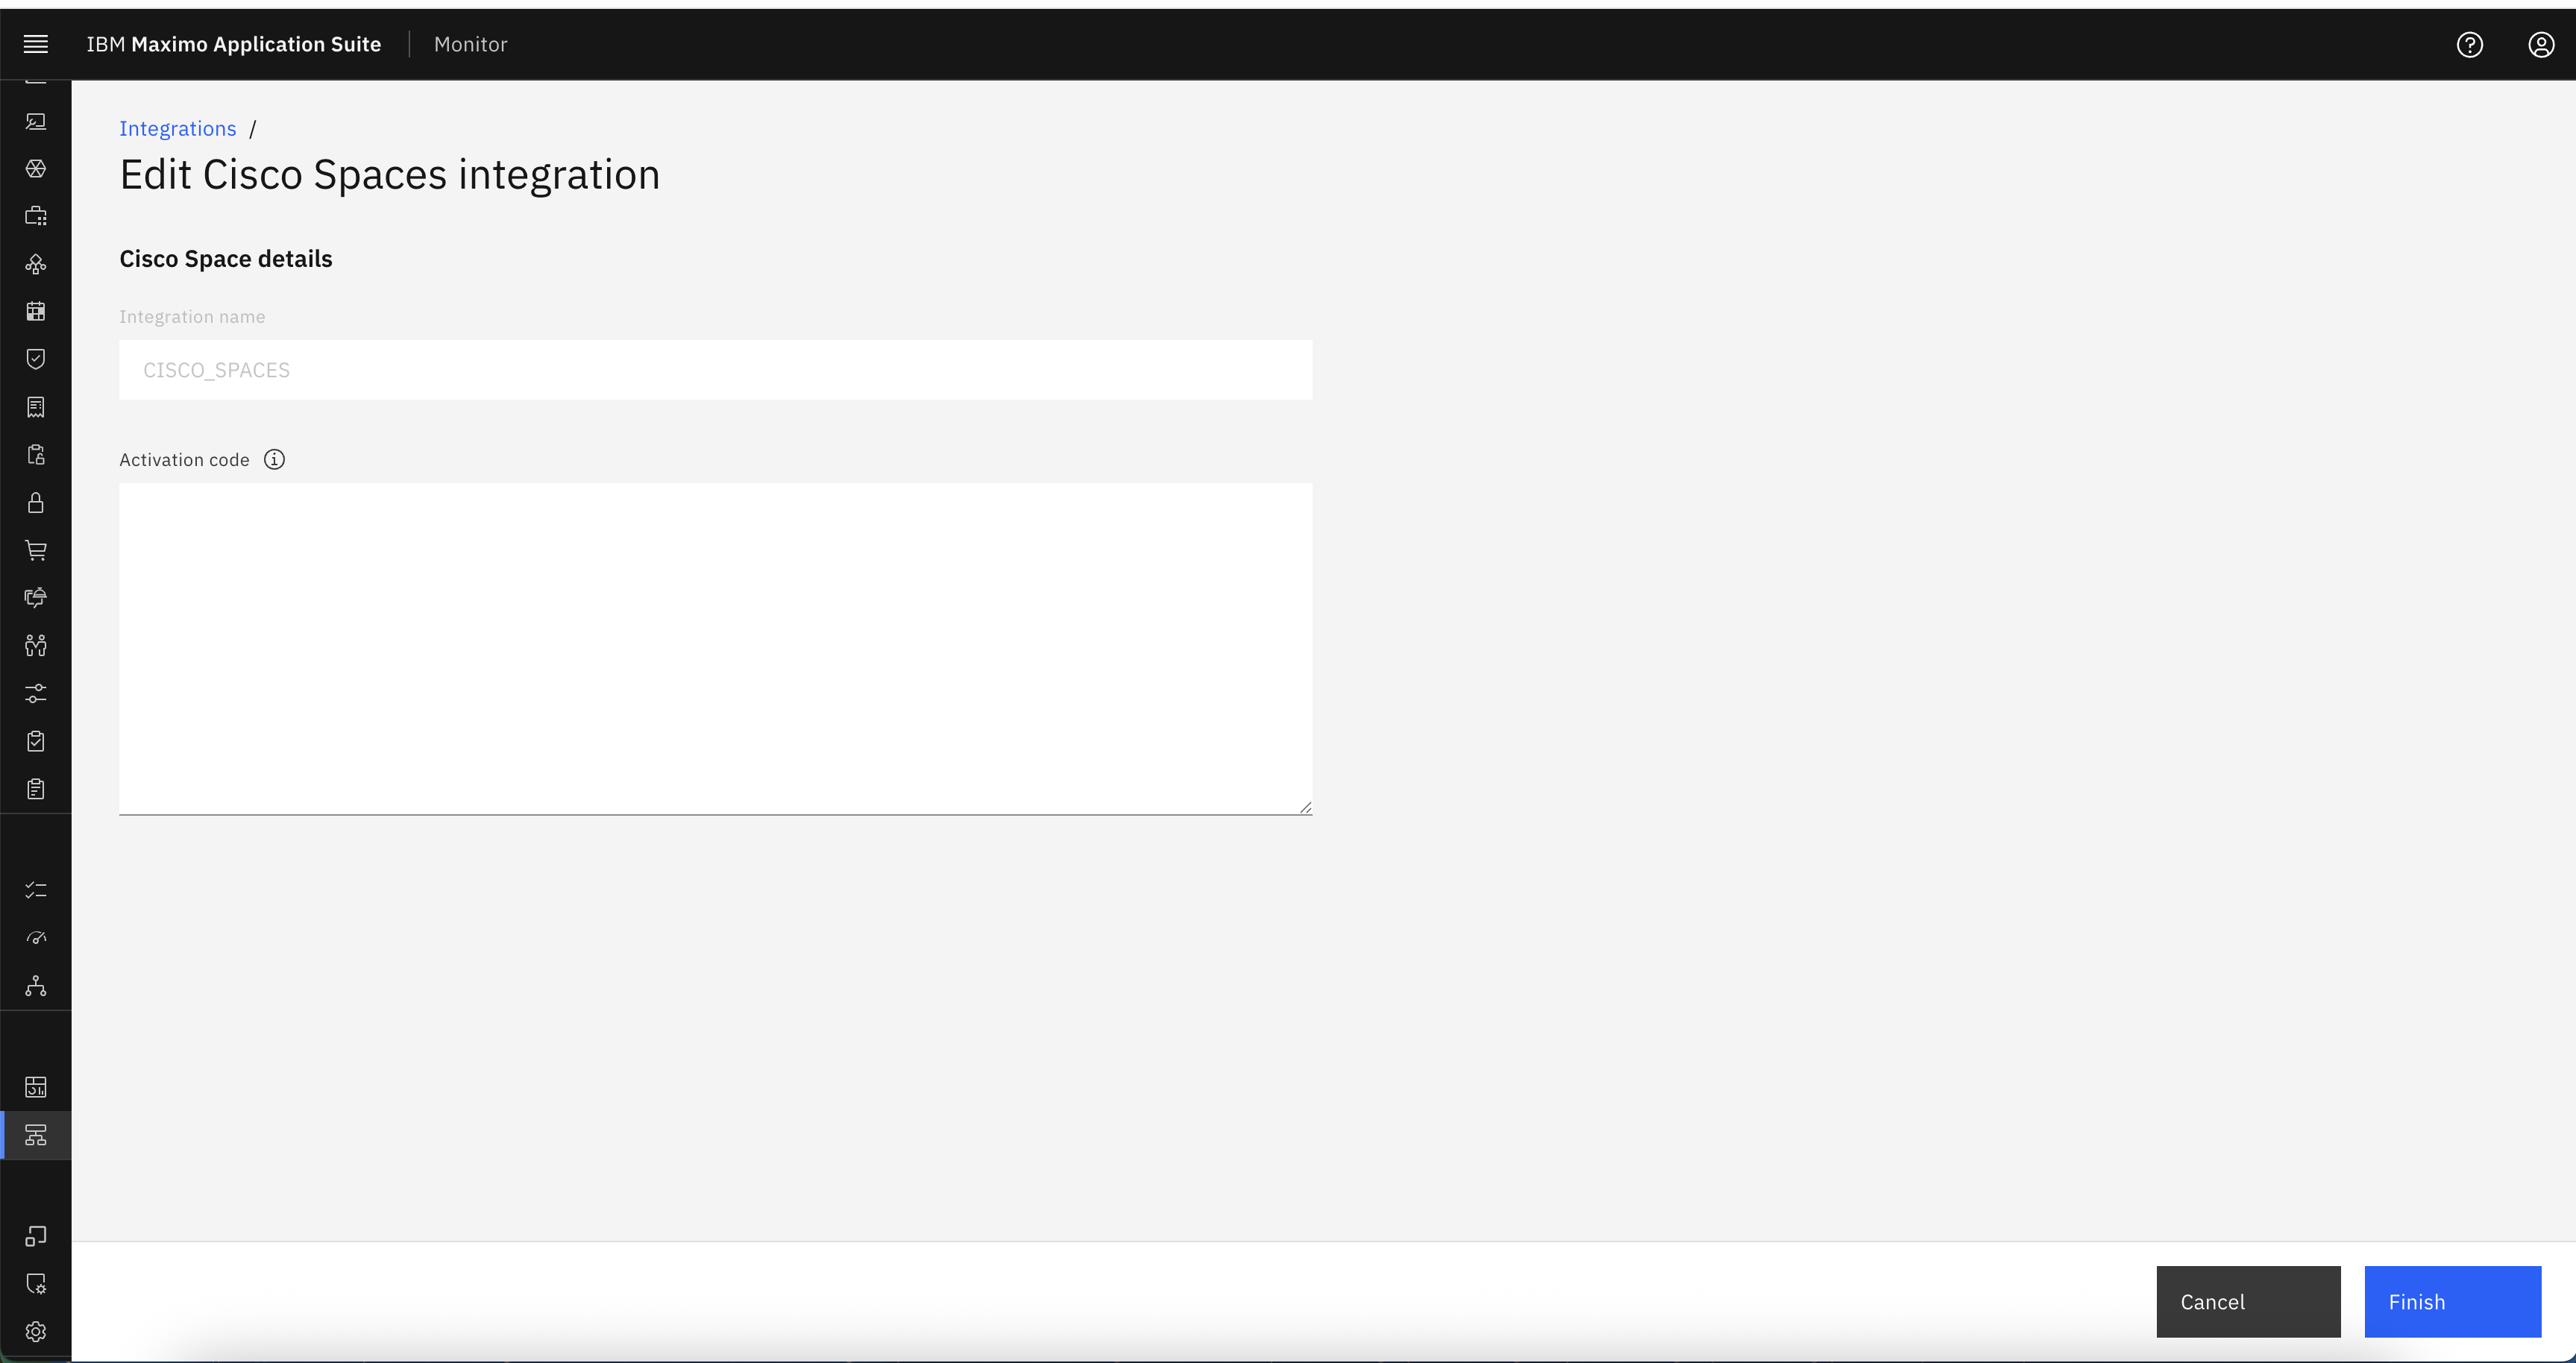 IBM Maximo Application Suite | Monitor
Integrations /
Edit Cisco Spaces integration
Cisco Space details
Integration name
CISCO_SPACES
Activation code
Cancel
Finish